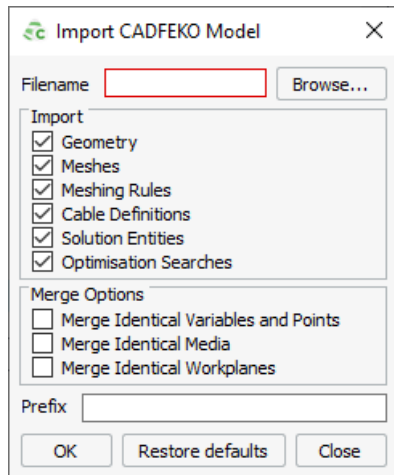 Import CADFEKO Model
Filename Browse...
Import
Geometry
Meshes
Meshing Rules
Cable Definitions
Solution Entities
Optimisation Searches
Merge Options
Merge Identical Variables and Points
Merge Identical Media
Merge Identical Workplanes
Prefix
OK Restore defaults Close